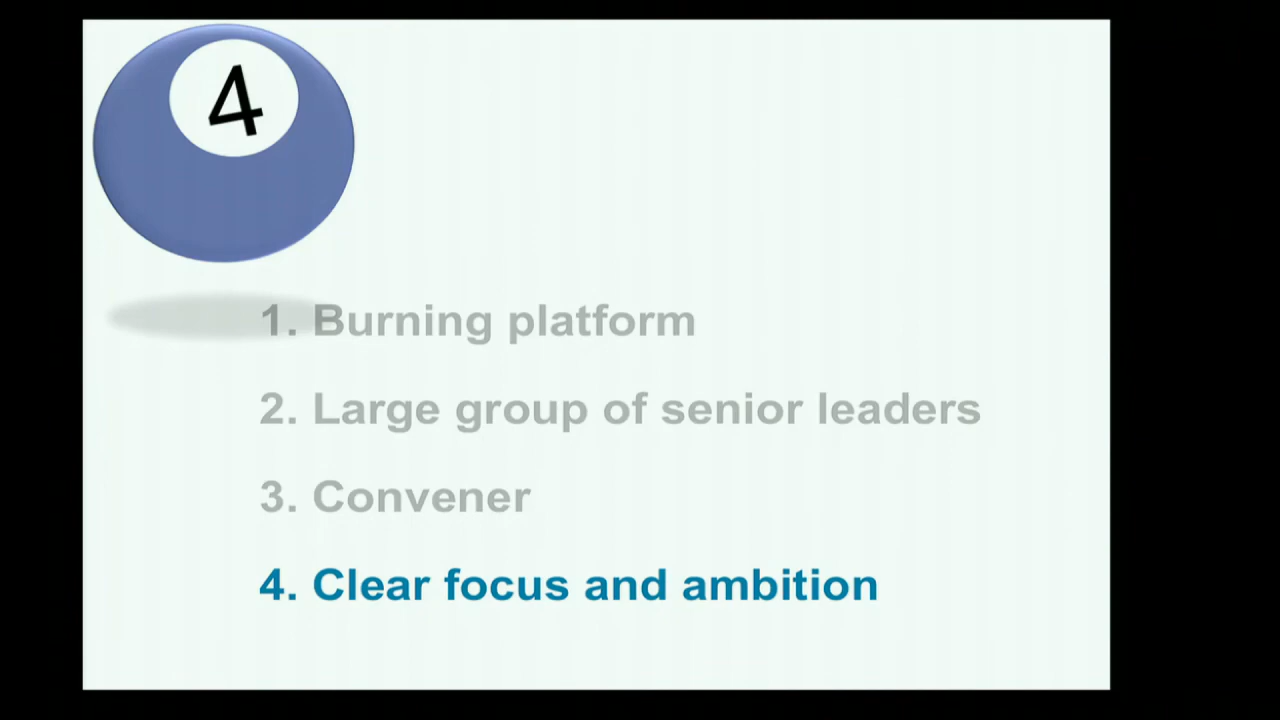 4
1. Burning platform
2. Large group of senior leaders
3. Convener
4. Clear focus and ambition